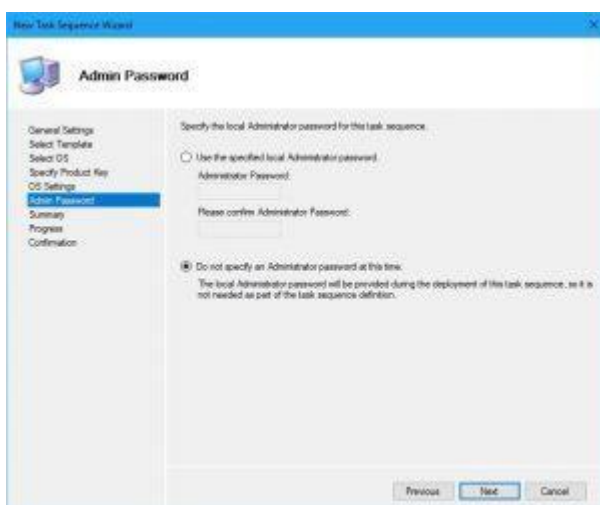 New Task Sequence Wizard
Admin Password
General Settings
Select Template
Select OS
Specify Product Key
OS Settings
Admin Password
Summary
Progress
Confirmation
Specify the local Administrator password for this task sequence.
Use the specified local Administrator password.
Administrator Password:
Please confirm Administrator Password:
Do not specify an Administrator password at this time.
The local Administrator password will be provided during the deployment of this task sequence, so it is
not needed as part of the task sequence definition.
Previous
Next
Cancel